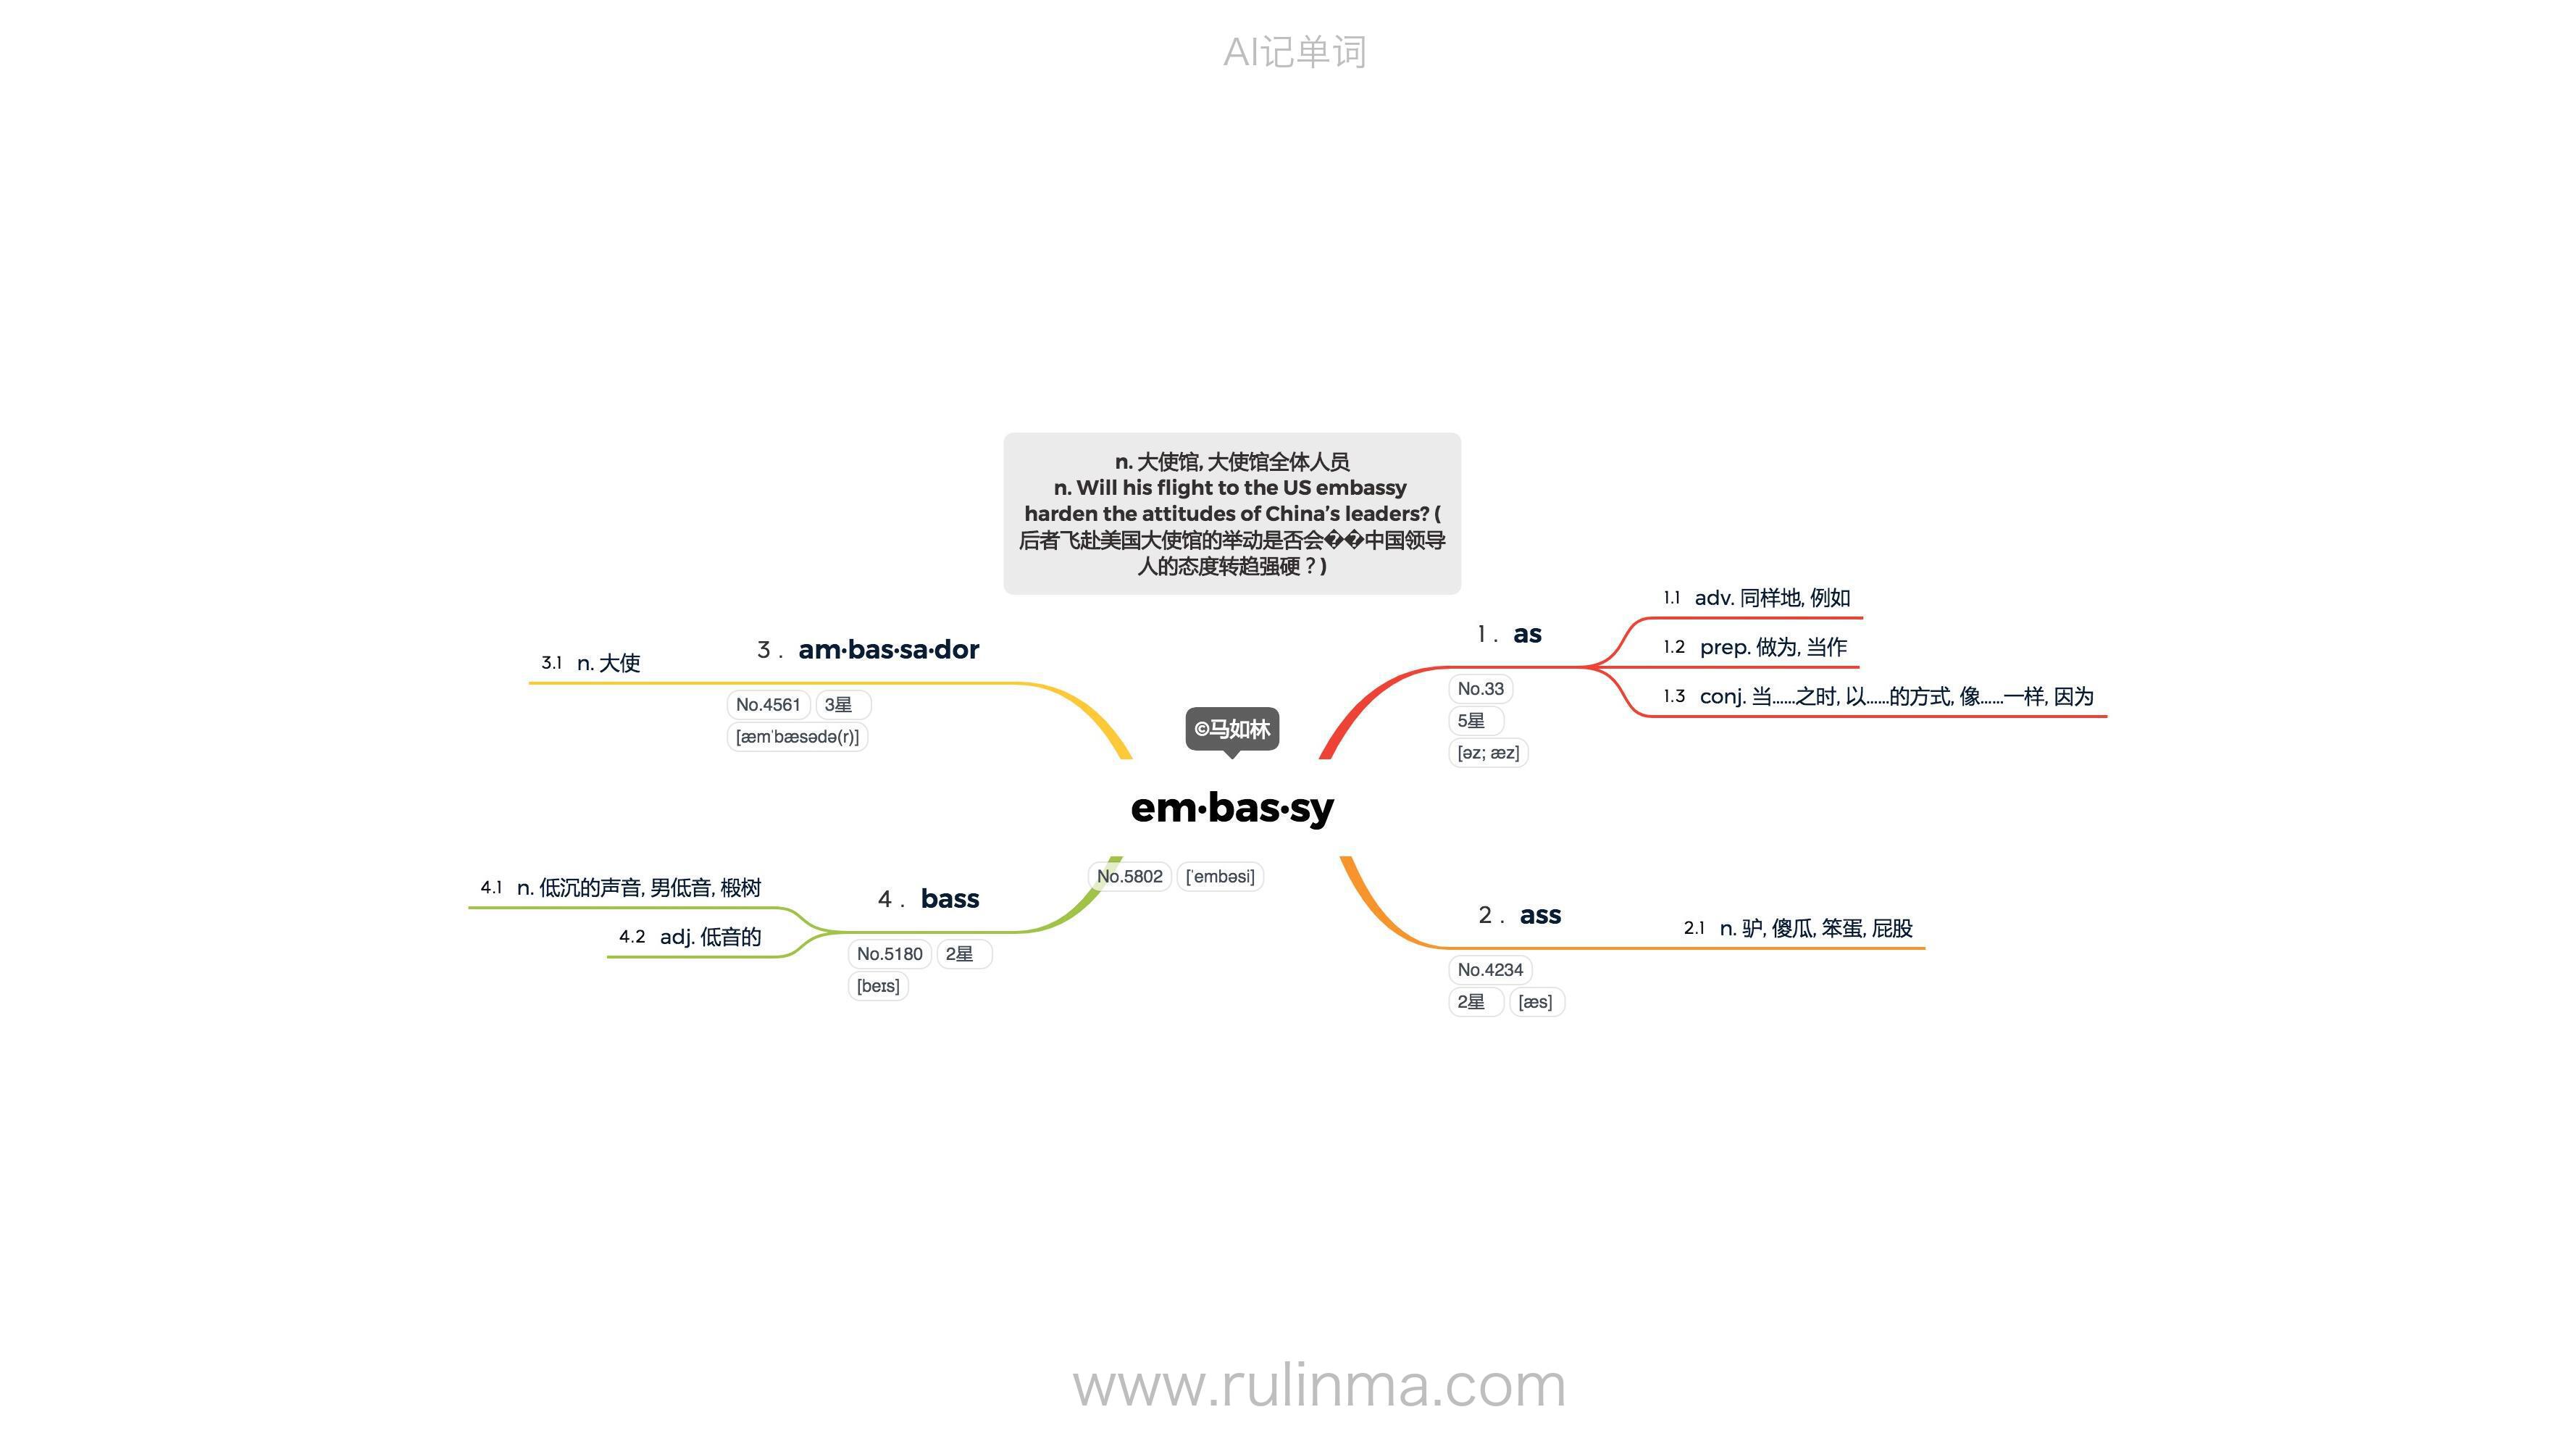 AI记单词
n. 大使馆, 大使馆全体人员
n. Will his flight to the US embassy
harden the attitudes of China’s leaders? (
后者飞赴美国大使馆的举动是否会��中国领导
人的态度转趋强硬？)
©马如林
em·bas·sy
No.5802 [ˈembəsi]
1. as
No.33
5星
[əz; æz]
1.1 adv. 同样地, 例如
1.2 prep. 做为, 当作
1.3 conj. 当……之时, 以……的方式, 像……一样, 因为
2. ass
No.4234
2星 [æs]
2.1 n. 驴, 傻瓜, 笨蛋, 屁股
3. am·bas·sa·dor
No.4561 3星
[æmˈbæsədə(r)]
3.1 n. 大使
4. bass
No.5180 2星
[beɪs]
4.1 n. 低沉的声音, 男低音, 椴树
4.2 adj. 低音的
www.rulinma.com